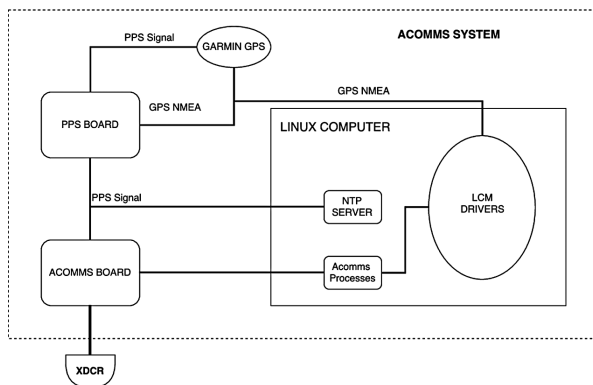 PPS Signal
GARMIN GPS
ACOMMS SYSTEM
GPS NMEA
GPS NMEA
PPS BOARD
LINUX COMPUTER
PPS Signal
NTP
SERVER
LCM
DRIVERS
ACOMMS BOARD
Acomms
Processes
XDCR